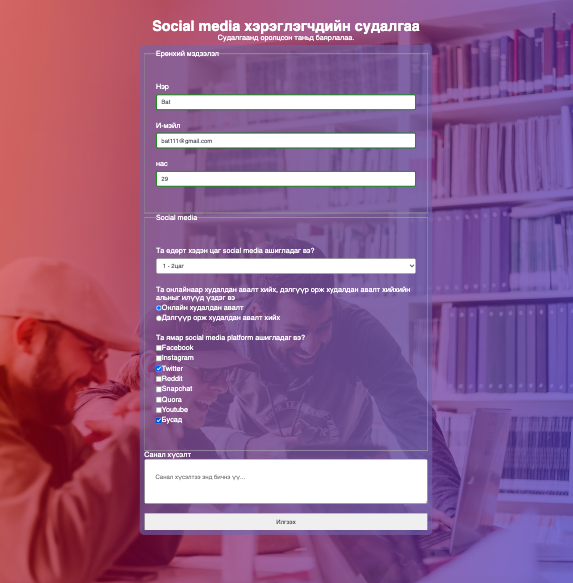 Social media хэрэглэгчдийн судалгаа
Судалгаанд оролцсон таньд баярлалаа.
Ерөнхий мэдээлэл
Нэр
Bat
И-мэйл
bat111@gmail.com
нас
29
Social media
Та өдөрт хэдэн цаг social media ашигладаг вэ?
1 - 2цаг
Та онлайнаар худалдан авалт хийх, дэлгүүр орж худалдан авалт хийхийн
альныг илүүд үздэг вэ
Онлайн худалдан авалт
Дэлгүүр орж худалдан авалт хийх
Та ямар social media platform ашигладаг вэ?
Facebook
Instagram
Twitter
Reddit
Snapchat
Quora
Youtube
Бусад
Санал хүсэлт
Санал хүсэлтээ энд бичнэ үү...
Илгээх